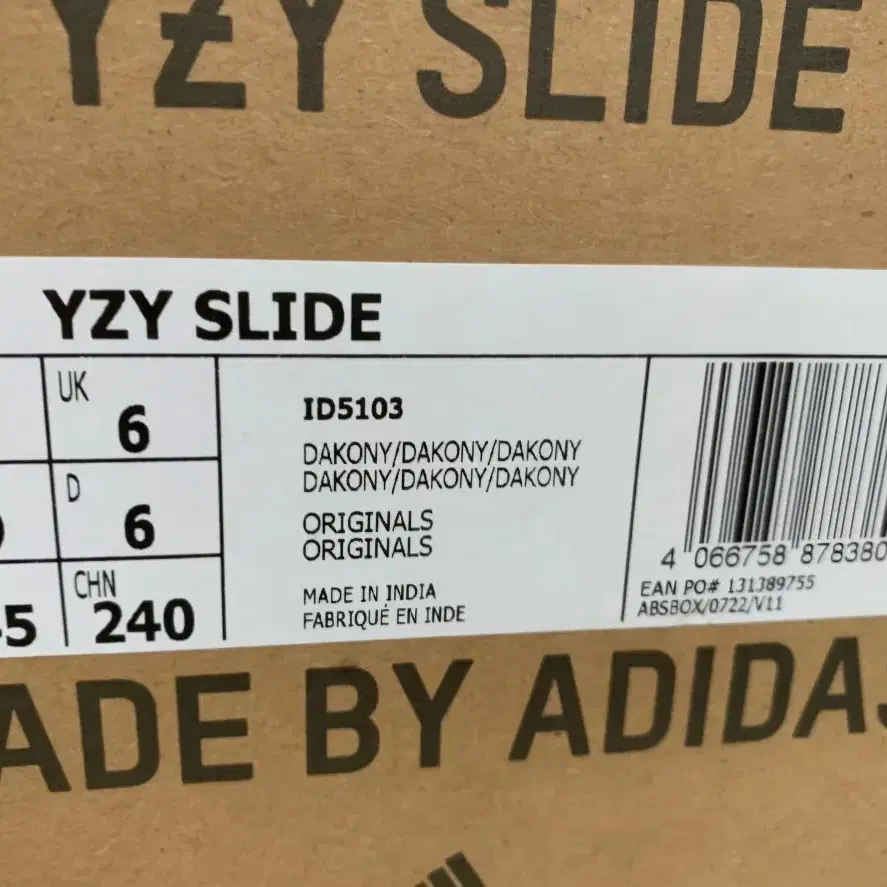 YZY SLIDE
YZY SLIDE
UK
6
D
6
CHN
240
ID5103
DAKONY/DAKONY/DAKONY
DAKONY/DAKONY/DAKONY
ORIGINALS
ORIGINALS
MADE IN INDIA
FABRIQUÉ EN INDE
4 066758 878380
EAN PO# 131389755
ABSBOX/0722/V11
ADE BY ADIDAS